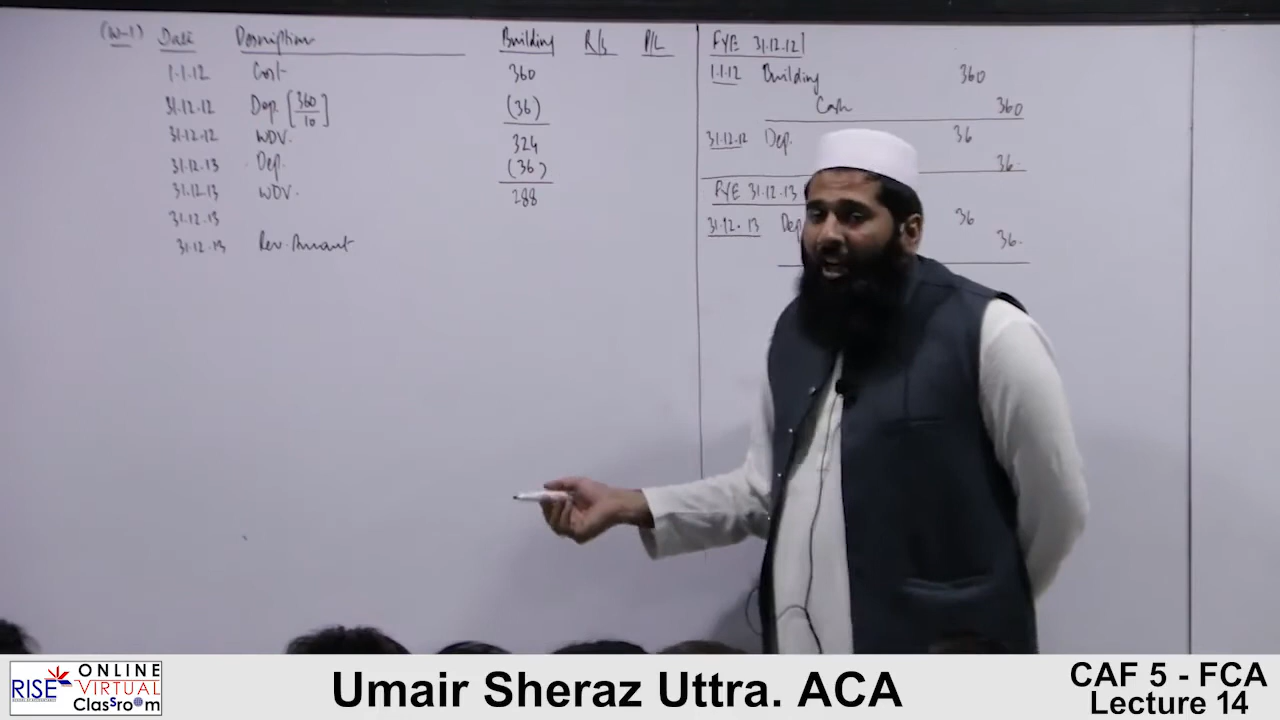 (W-1) Date Description Building R/s P/L
1.1.12 Cost 360
31.12.12 Dep. [360/10] (36)
31.12.12 WDV. 324
31.12.13 Dep. (36)
31.12.13 WDV. 288
31.12.13
31.12.13 Rev. Amount
FYE 31.12.12
1.1.12 Building 360
Cash 360
31.12.12 Dep. 36
36.
FYE 31.12.13
31.12.13 Dep 36
36.
RISE
ONLINE
VIRTUAL
ClassRoom
Umair Sheraz Uttra. ACA
CAF 5 - FCA
Lecture 14